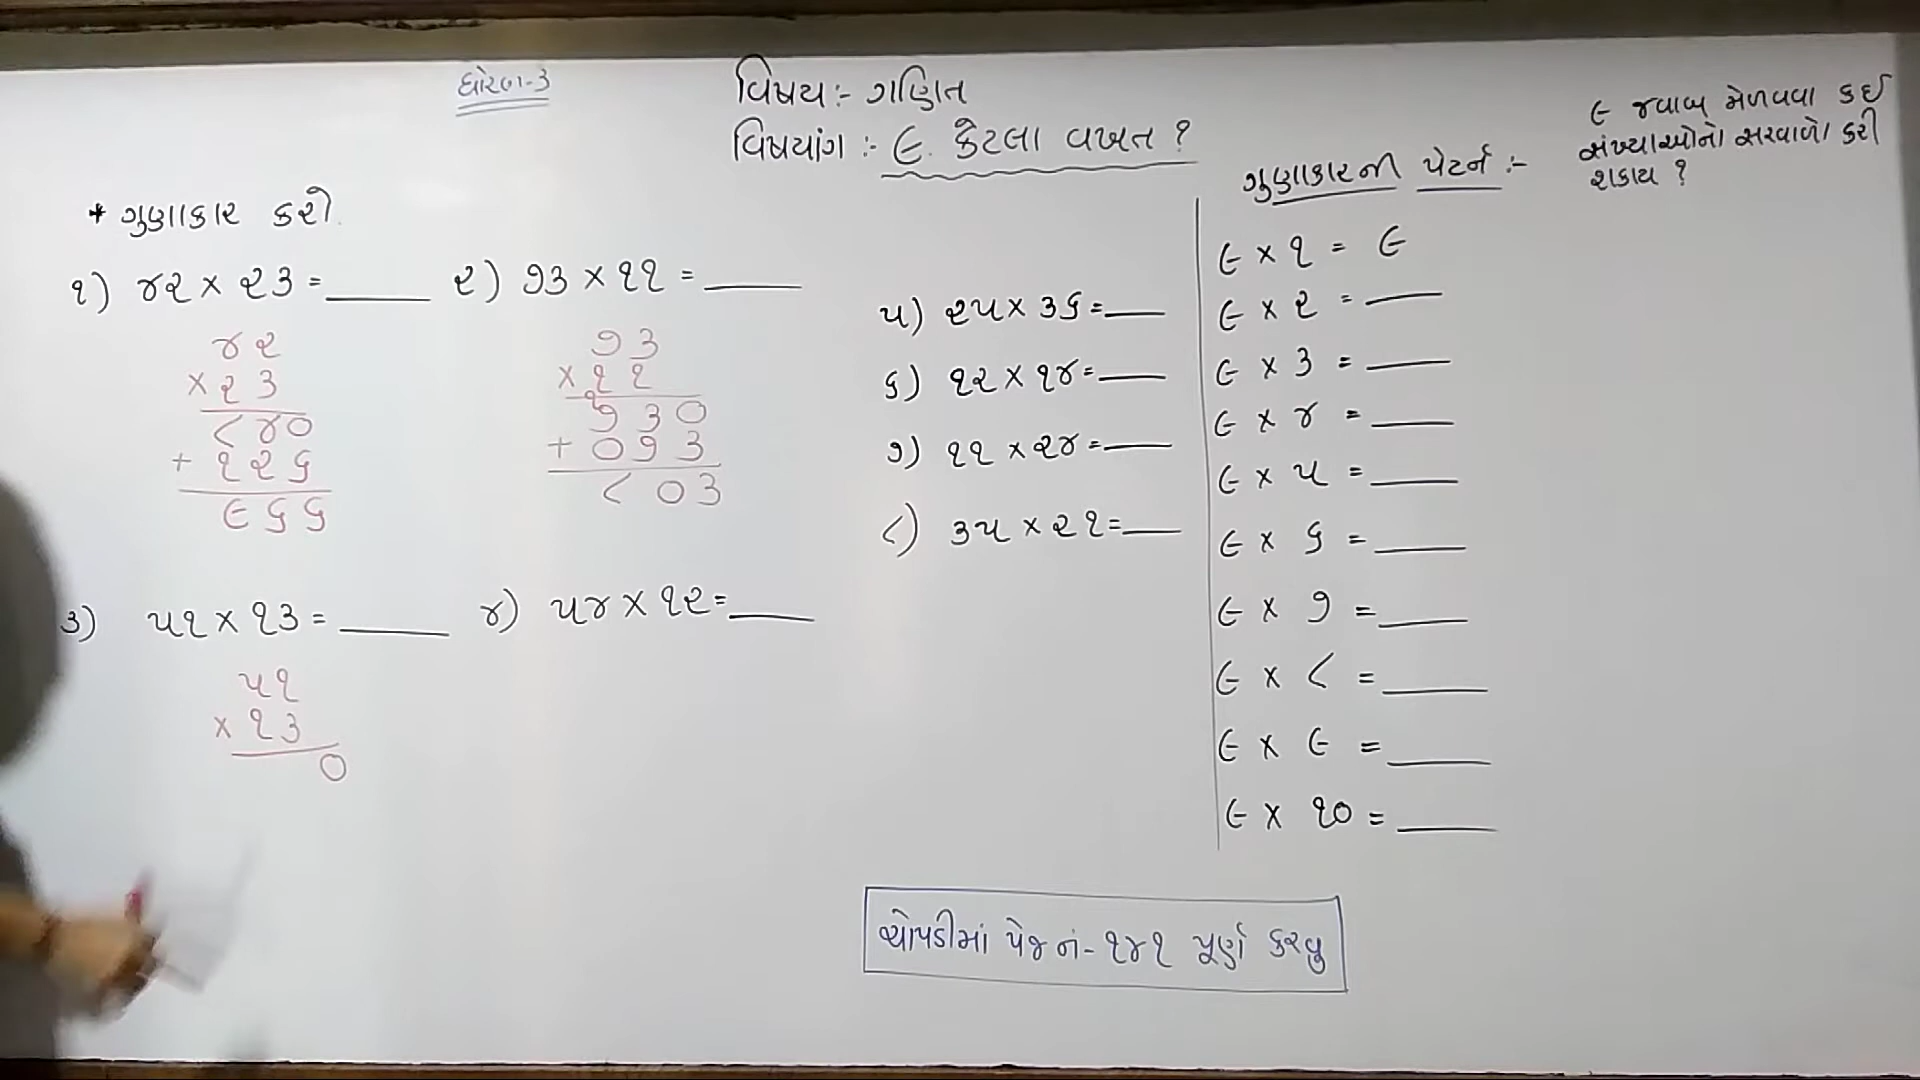 ધોરણ-૩
વિષય :- ગણિત
વિષયાંગ :- ૯ કેટલા વખત ?
* ગુણાકાર કરો.
૧) ૪૨ × ૨૩ = ____
૪૨
× ૨૩
૮૪૦
+ ૧૨૬
૯૬૬
૨) ૭૩ × ૧૧ = ____
૭૩
× ૧૧
૭૩૦
+ ૦૭૩
૮૦૩
૩) ૫૧ × ૧૩ = ____
૫૧
× ૧૩
૦
૪) ૫૪ × ૧૨ = ____
૫) ૨૫ × ૩૬ = ____
૬) ૧૨ × ૧૪ = ____
૭) ૧૧ × ૨૪ = ____
૮) ૩૫ × ૨૧ = ____
ગુણાકારની પેટર્ન :-
૯ જવાબ મેળવવા કઈ
સંખ્યાઓનો સરવાળો કરી
શકાય ?
૯ × ૧ = ૯
૯ × ૨ = ____
૯ × ૩ = ____
૯ × ૪ = ____
૯ × ૫ = ____
૯ × ૬ = ____
૯ × ૭ = ____
૯ × ૮ = ____
૯ × ૯ = ____
૯ × ૧૦ = ____
ચોપડીમાં પેજ નં - ૧૪૧ પૂર્ણ કરવુ